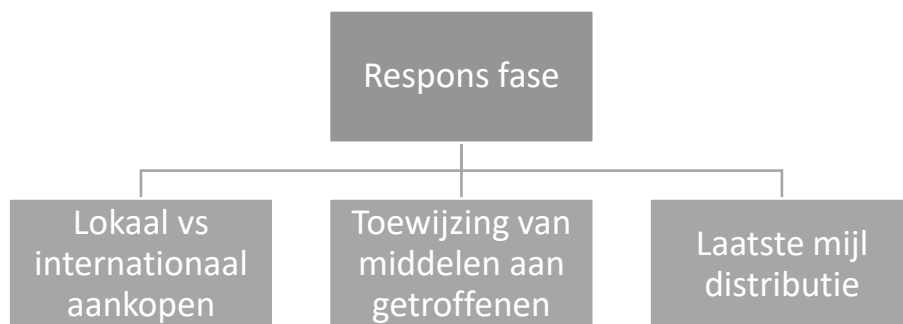 Respons fase
Lokaal vs
internationaal
aankopen
Toewijzing van
middelen aan
getroffenen
Laatste mijl
distributie